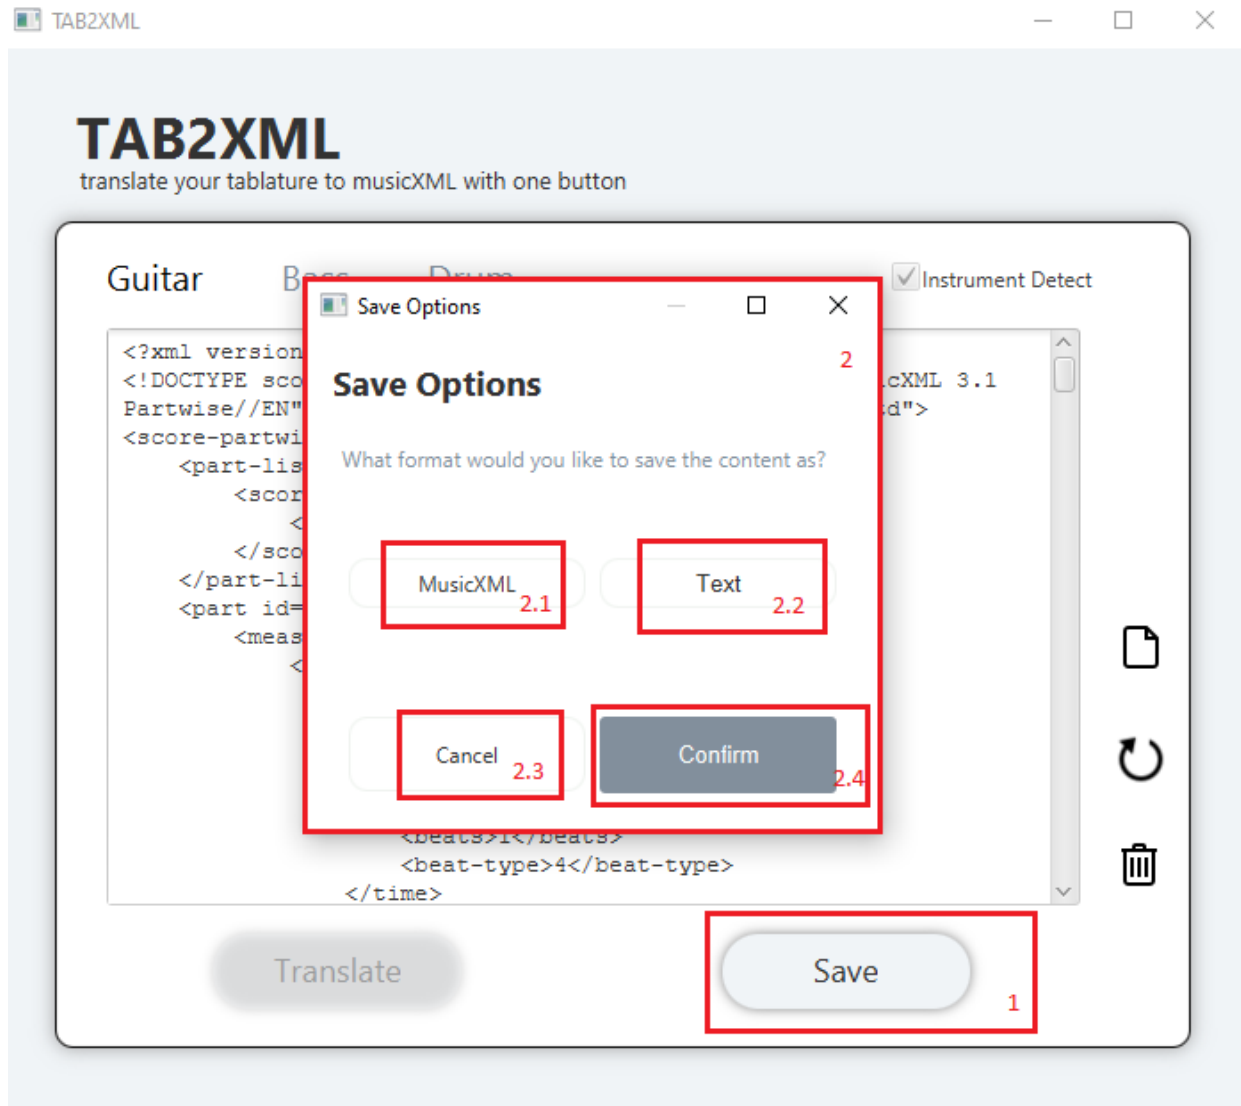 TAB2XML
TAB2XML
translate your tablature to musicXML with one button
Guitar
Instrument Detect
Save Options
2
Save Options
What format would you like to save the content as?
MusicXML
2.1
Text
2.2
Cancel
2.3
Confirm
2.4
<?xml version
<!DOCTYPE sco
cXML 3.1
Partwise//EN"
d">
<score-partwi
<part-lis
<scor
<
</sco
</part-li
<part id=
<meas
<
<beats>1</beats>
<beat-type>4</beat-type>
</time>
Translate
Save
1